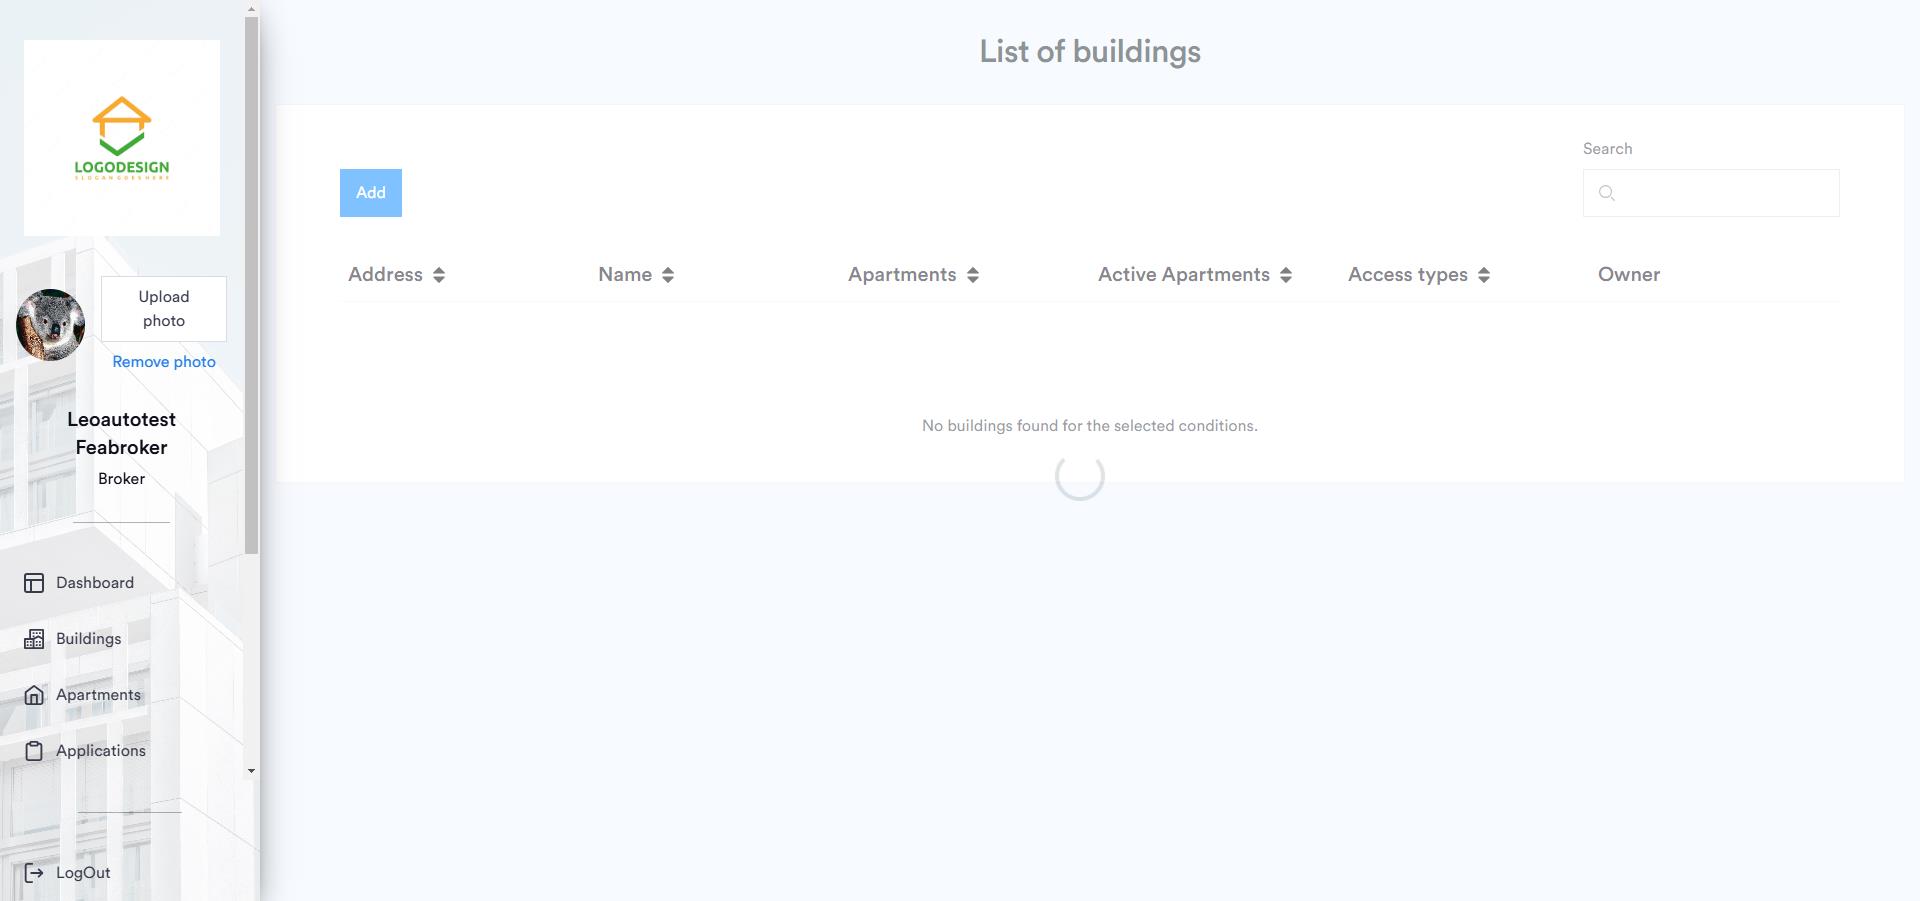 LOGODESIGN
SLOGANGOESHERE
Upload
photo
Remove photo
Leoautotest
Feabroker
Broker
Dashboard
Buildings
Apartments
Applications
LogOut
List of buildings
Search
Add
Address
Name
Apartments
Active Apartments
Access types
Owner
No buildings found for the selected conditions.